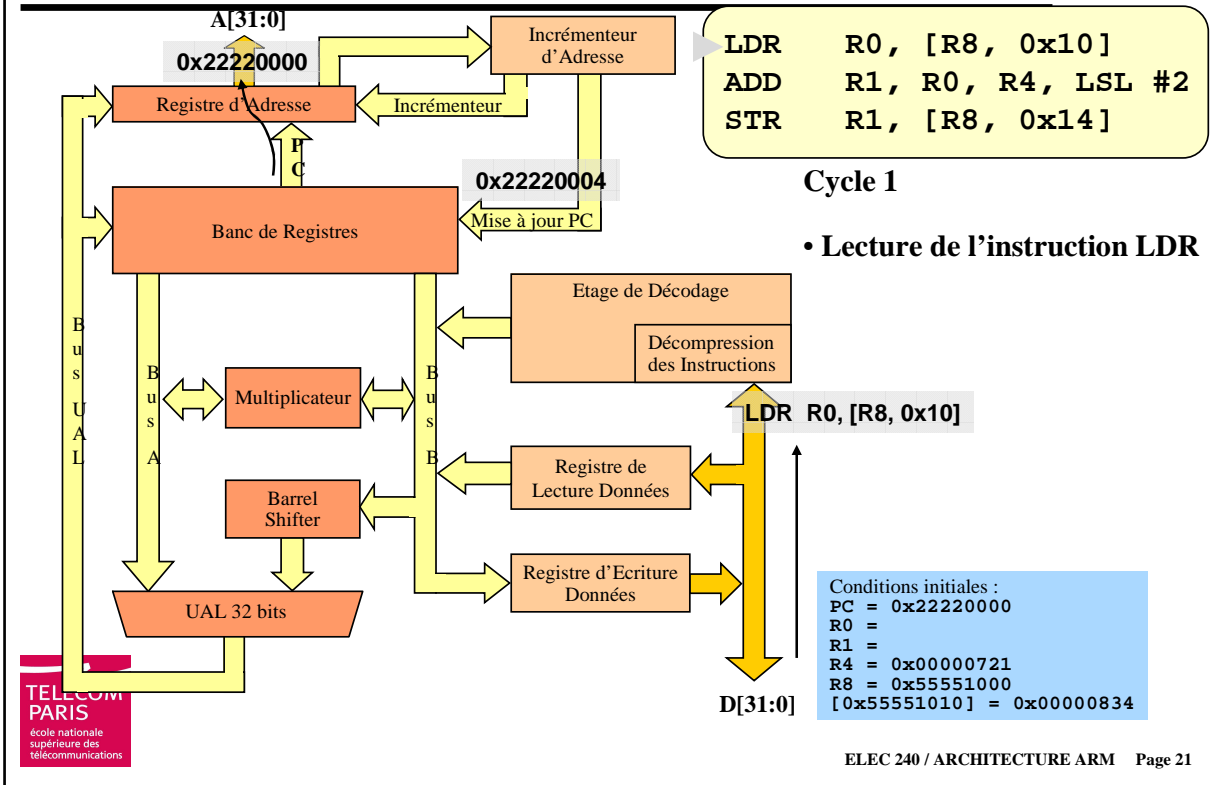 A[31:0]
0x22220000
Registre d'Adresse
Incrémenteur
d'Adresse
Incrémenteur
P
C
0x22220004
Mise à jour PC
Banc de Registres
LDR R0, [R8, 0x10]
ADD R1, R0, R4, LSL #2
STR R1, [R8, 0x14]
Cycle 1
• Lecture de l'instruction LDR
Etage de Décodage
Décompression
des Instructions
LDR R0, [R8, 0x10]
B
u
s
U
A
L
B
u
s
A
Multiplicateur
B
u
s
B
Registre de
Lecture Données
Barrel
Shifter
Registre d'Ecriture
Données
UAL 32 bits
D[31:0]
Conditions initiales :
PC = 0x22220000
R0 =
R1 =
R4 = 0x00000721
R8 = 0x55551000
[0x55551010] = 0x00000834
TELECOM
PARIS
école nationale
supérieure des
télécommunications
ELEC 240 / ARCHITECTURE ARM Page 21